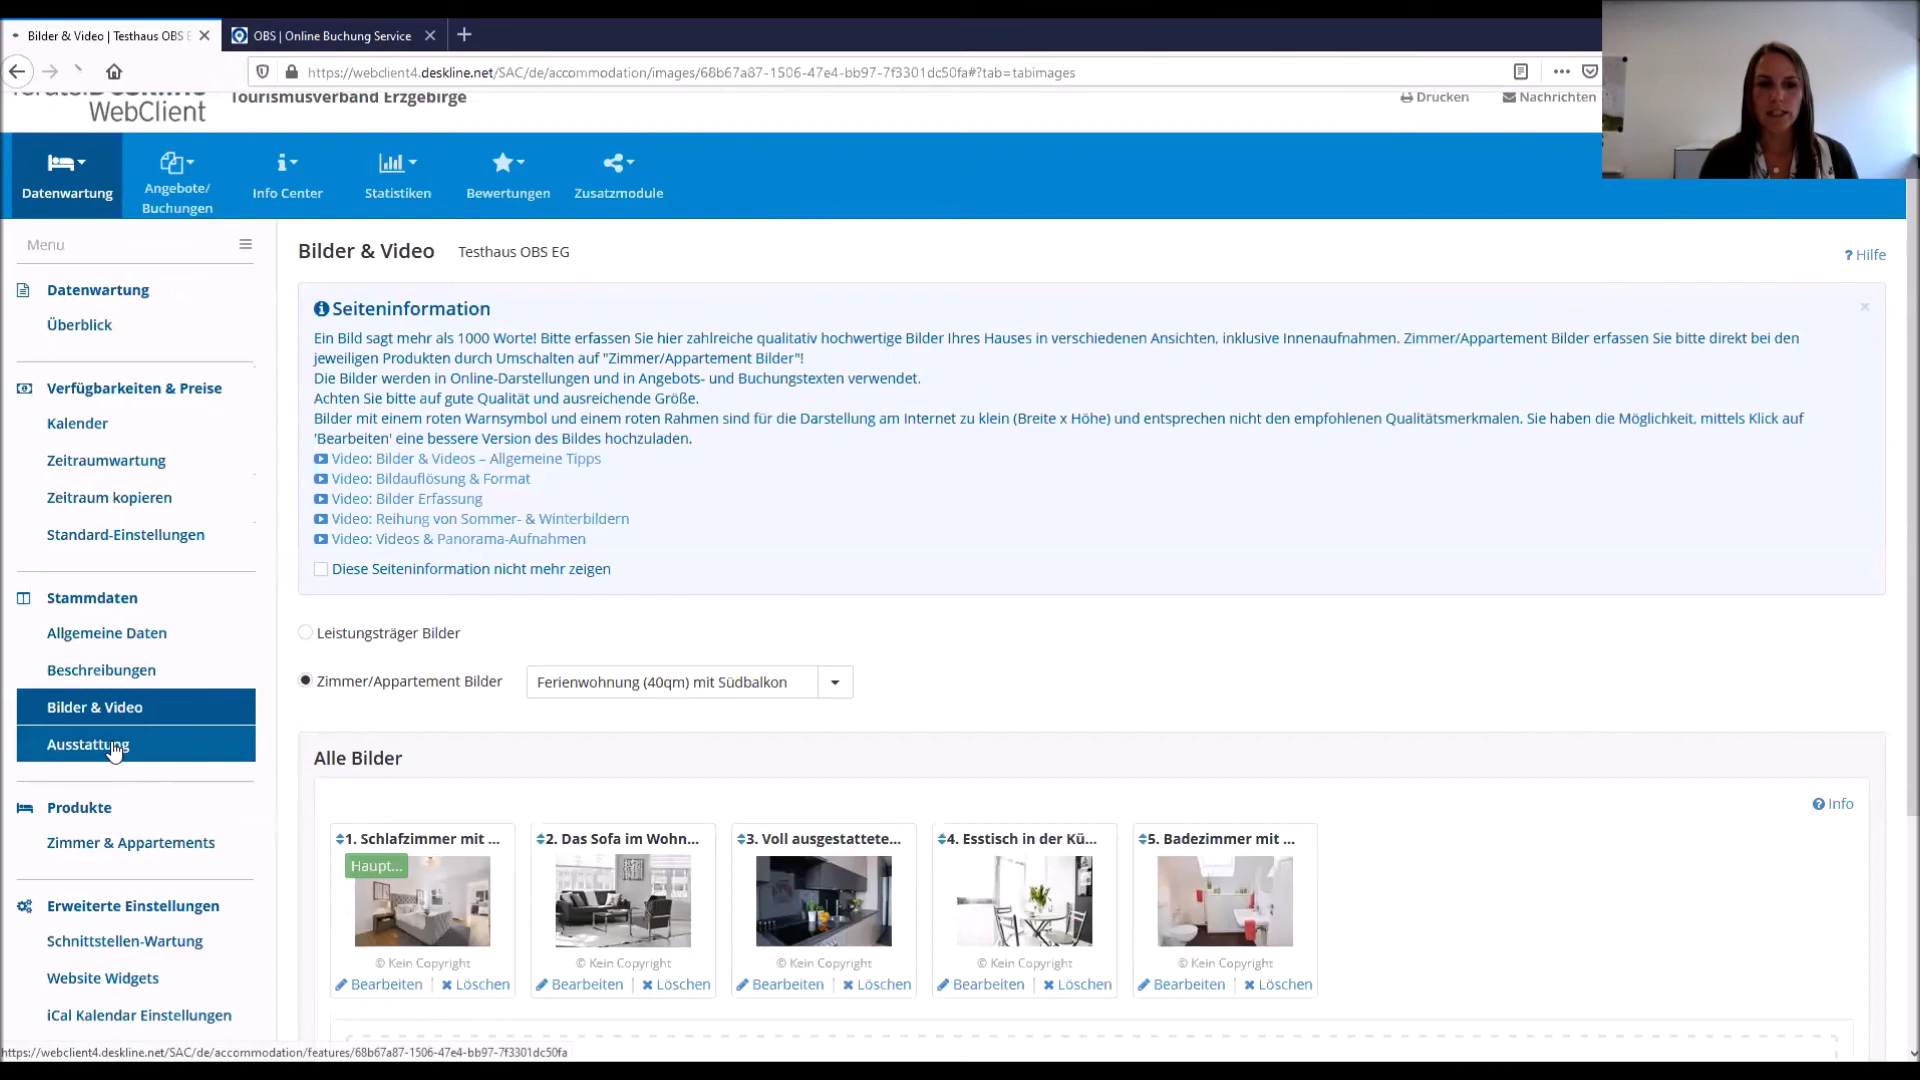 Bilder & Video | Testhaus OBS E
OBS | Online Buchung Service
https://webclient4.deskline.net/SAC/de/accommodation/images/68b67a87-1506-47e4-bb97-7f3301dc50fa#?tab=tabimages
WebClient
Tourismusverband Erzgebirge
Drucken
Nachrichten
Datenwartung
Angebote/
Buchungen
Info Center
Statistiken
Bewertungen
Zusatzmodule
Menu
Datenwartung
Überblick
Verfügbarkeiten & Preise
Kalender
Zeitraumwartung
Zeitraum kopieren
Standard-Einstellungen
Stammdaten
Allgemeine Daten
Beschreibungen
Bilder & Video
Ausstattung
Produkte
Zimmer & Appartements
Erweiterte Einstellungen
Schnittstellen-Wartung
Website Widgets
iCal Kalendar Einstellungen
Bilder & Video Testhaus OBS EG
? Hilfe
Seiteninformation
Ein Bild sagt mehr als 1000 Worte! Bitte erfassen Sie hier zahlreiche qualitativ hochwertige Bilder Ihres Hauses in verschiedenen Ansichten, inklusive Innenaufnahmen. Zimmer/Appartement Bilder erfassen Sie bitte direkt bei den
jeweiligen Produkten durch Umschalten auf "Zimmer/Appartement Bilder"!
Die Bilder werden in Online-Darstellungen und in Angebots- und Buchungstexten verwendet.
Achten Sie bitte auf gute Qualität und ausreichende Größe.
Bilder mit einem roten Warnsymbol und einem roten Rahmen sind für die Darstellung am Internet zu klein (Breite x Höhe) und entsprechen nicht den empfohlenen Qualitätsmerkmalen. Sie haben die Möglichkeit, mittels Klick auf
'Bearbeiten' eine bessere Version des Bildes hochzuladen.
Video: Bilder & Videos – Allgemeine Tipps
Video: Bildauflösung & Format
Video: Bilder Erfassung
Video: Reihung von Sommer- & Winterbildern
Video: Videos & Panorama-Aufnahmen
Diese Seiteninformation nicht mehr zeigen
Leistungsträger Bilder
Zimmer/Appartement Bilder
Ferienwohnung (40qm) mit Südbalkon
Alle Bilder
Info
1. Schlafzimmer mit ...
2. Das Sofa im Wohn...
3. Voll ausgestattete...
4. Esstisch in der Kü...
5. Badezimmer mit ...
Haupt...
© Kein Copyright
© Kein Copyright
© Kein Copyright
© Kein Copyright
© Kein Copyright
Bearbeiten | Löschen
Bearbeiten | Löschen
Bearbeiten | Löschen
Bearbeiten | Löschen
Bearbeiten | Löschen
https://webclient4.deskline.net/SAC/de/accommodation/features/68b67a87-1506-47e4-bb97-7f3301dc50fa